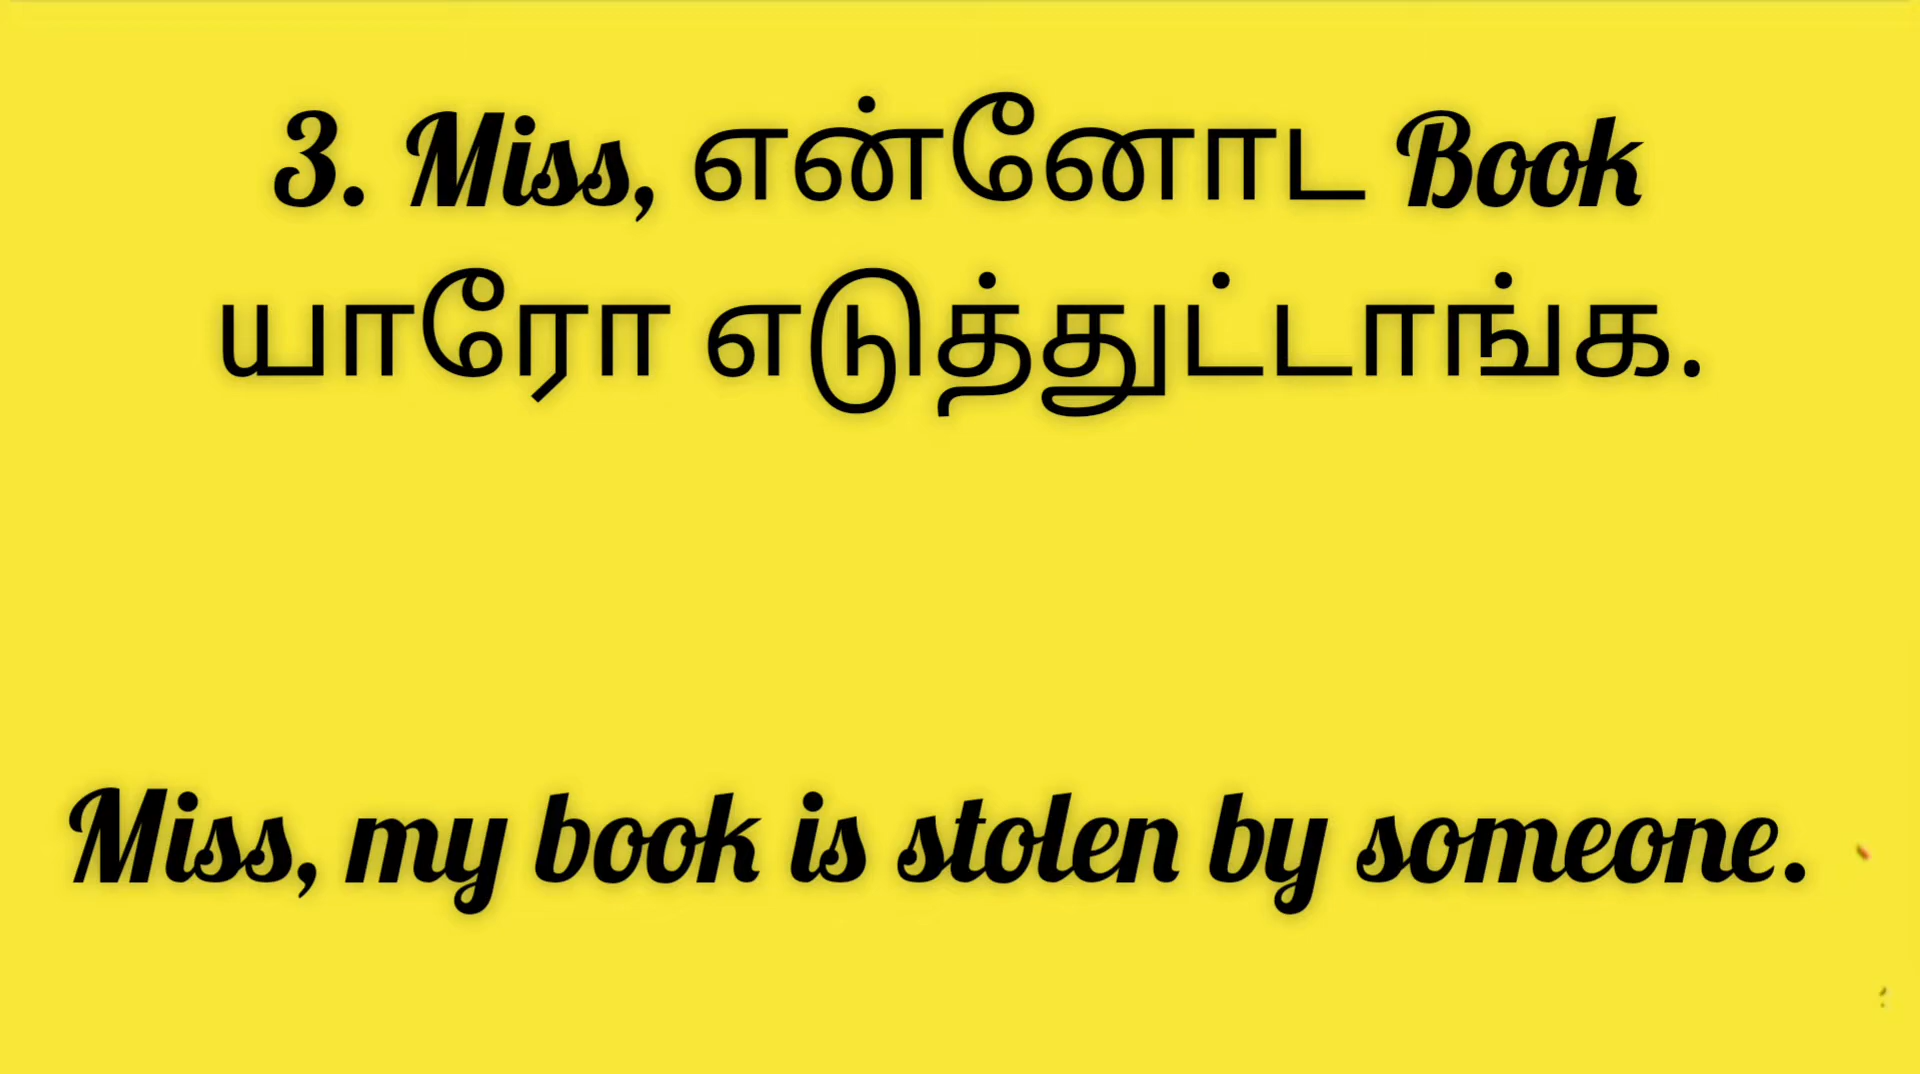 3. Miss, என்னோட Book
யாரோ எடுத்துட்டாங்க.
Miss, my book is stolen by someone.